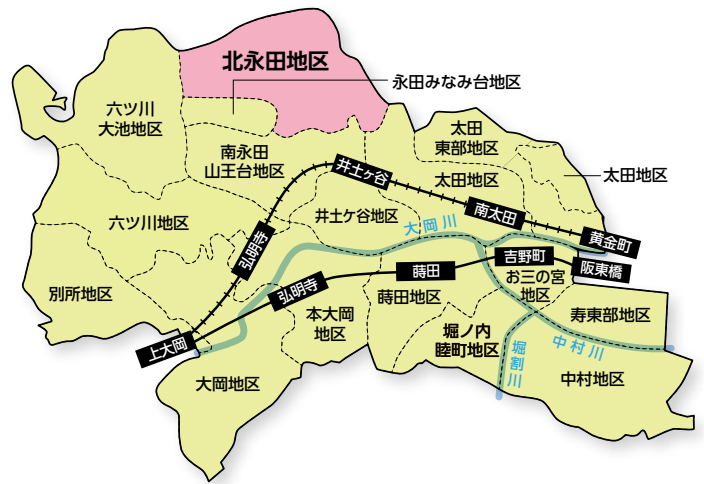 北永田地区
永田みなみ台地区
六ツ川
大池地区
太田
東部地区
南永田
山王台地区
井土ヶ谷
太田地区
太田地区
六ツ川地区
井土ケ谷地区
南太田
大岡川
黄金町
弘明寺
吉野町
阪東橋
別所地区
弘明寺
蒔田
お三の宮
地区
蒔田地区
本大岡
地区
寿東部地区
堀ノ内
睦町地区
上大岡
中村川
堀割川
大岡地区
中村地区